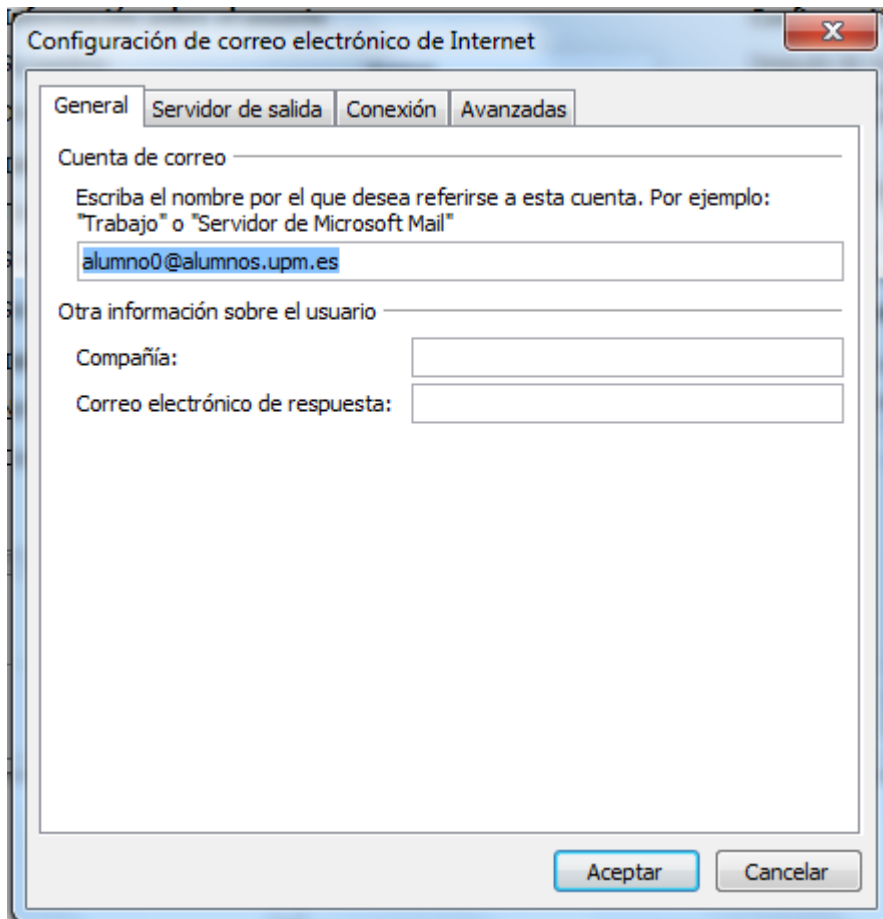 Configuración de correo electrónico de Internet
General
Servidor de salida
Conexión
Avanzadas
Cuenta de correo
Escriba el nombre por el que desea referirse a esta cuenta. Por ejemplo:
"Trabajo" o "Servidor de Microsoft Mail"
alumno0@alumnos.upm.es
Otra información sobre el usuario
Compañía:
Correo electrónico de respuesta:
Aceptar
Cancelar